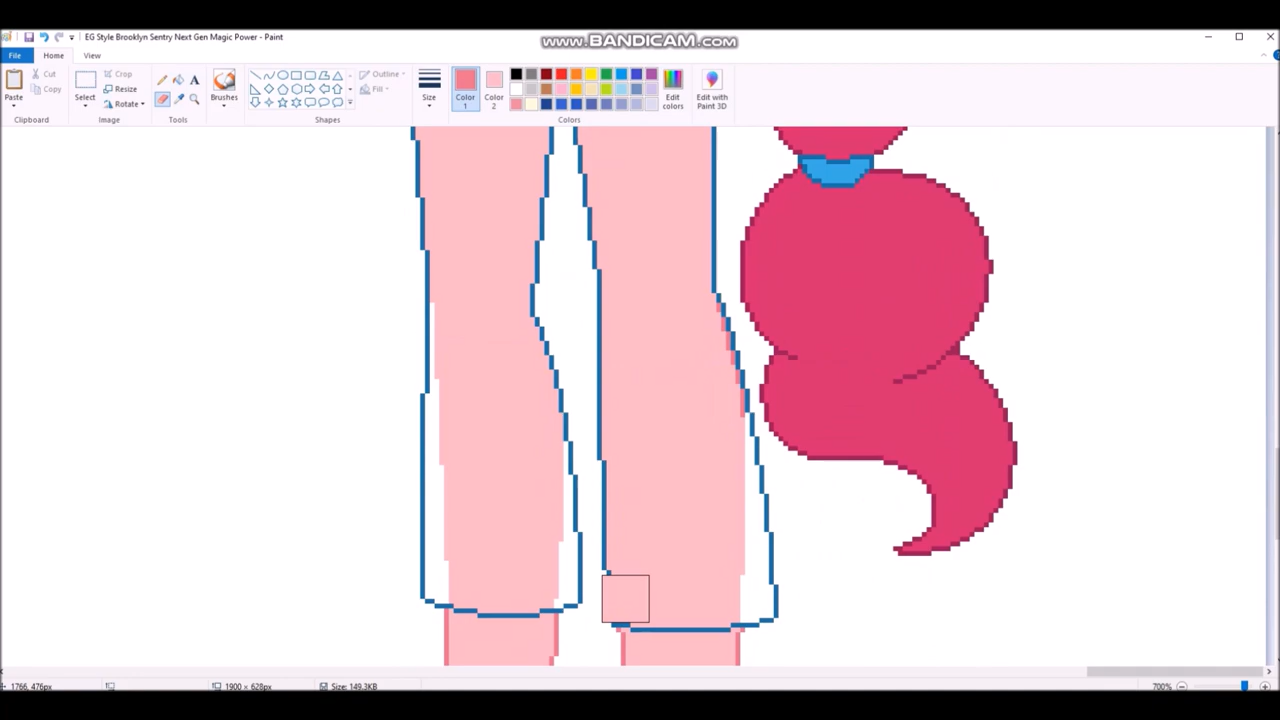 EG Style Brooklyn Sentry Next Gen Magic Power - Paint
www.BANDICAM.com
File
Home
View
Paste
Cut
Copy
Clipboard
Select
Crop
Resize
Rotate
Image
A
Tools
Brushes
Outline
Fill
Shapes
Size
Color 1
Color 2
Edit colors
Colors
Edit with Paint 3D
1766, 476px
1900 × 628px
Size: 149.3KB
700%